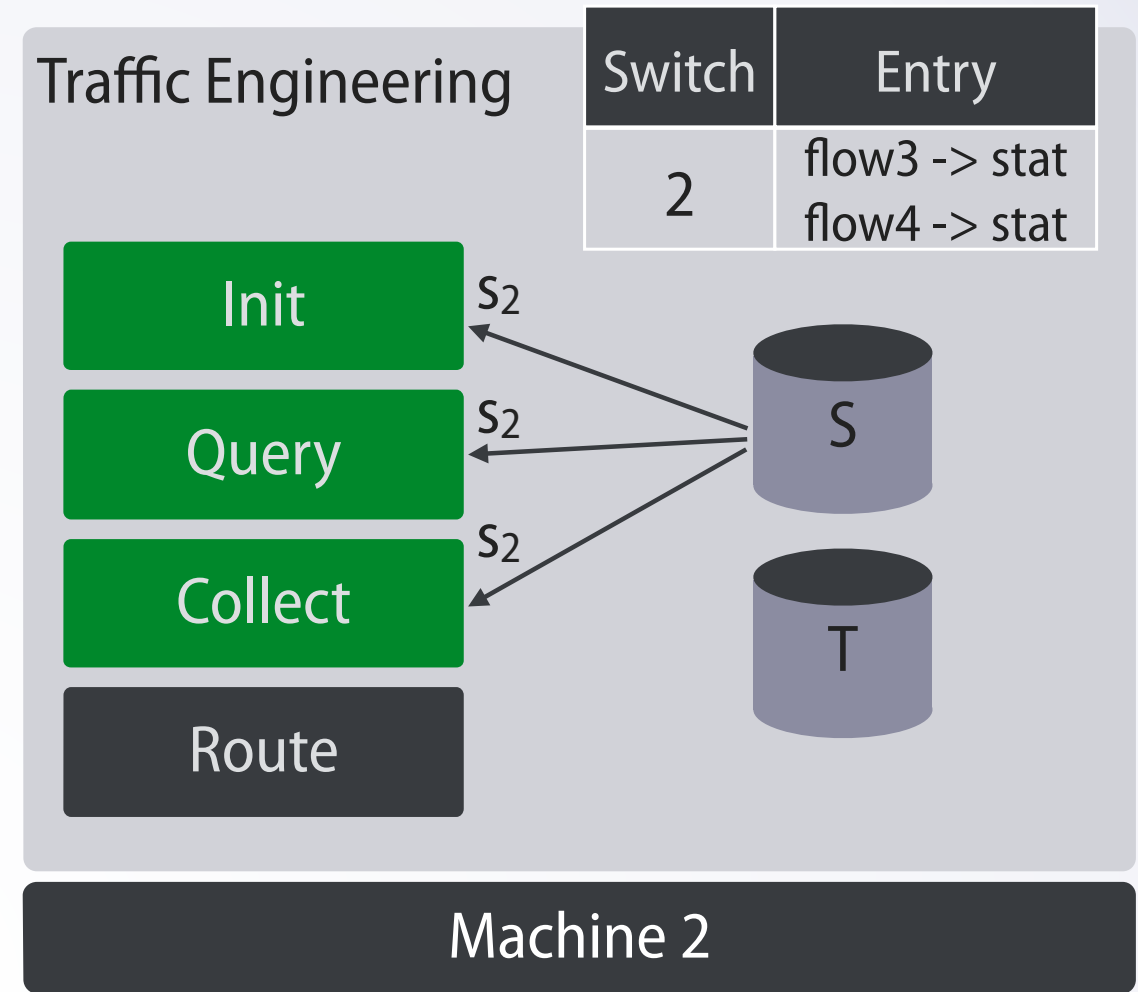 Traffic Engineering
Switch Entry
2
flow3 -> stat
flow4 -> stat
Init
S2
Query
S2
Collect
S2
Route
S
T
Machine 2